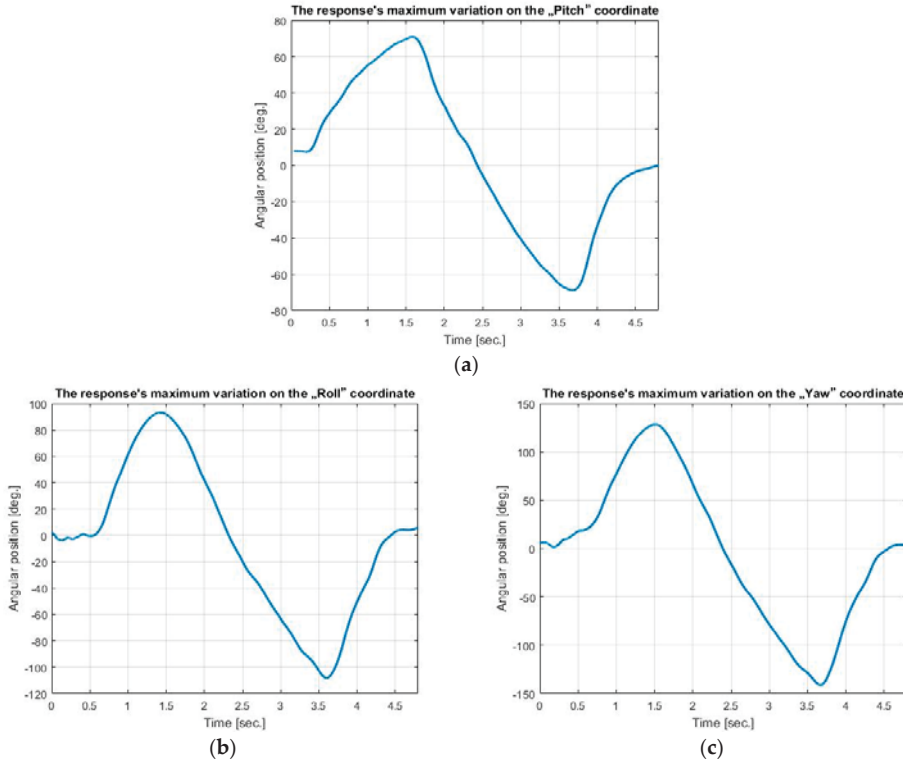 The response's maximum variation on the „Pitch” coordinate
80
60
40
20
0
-20
-40
-60
-80
Angular position [deg.]
0 0.5 1 1.5 2 2.5 3 3.5 4 4.5
Time [sec.]
(a)
The response's maximum variation on the „Roll” coordinate
100
80
60
40
20
0
-20
-40
-60
-80
-100
-120
Angular position [deg.]
0 0.5 1 1.5 2 2.5 3 3.5 4 4.5
Time [sec.]
(b)
The response's maximum variation on the „Yaw” coordinate
150
100
50
0
-50
-100
-150
Angular position [deg.]
0 0.5 1 1.5 2 2.5 3 3.5 4 4.5
Time [sec.]
(c)